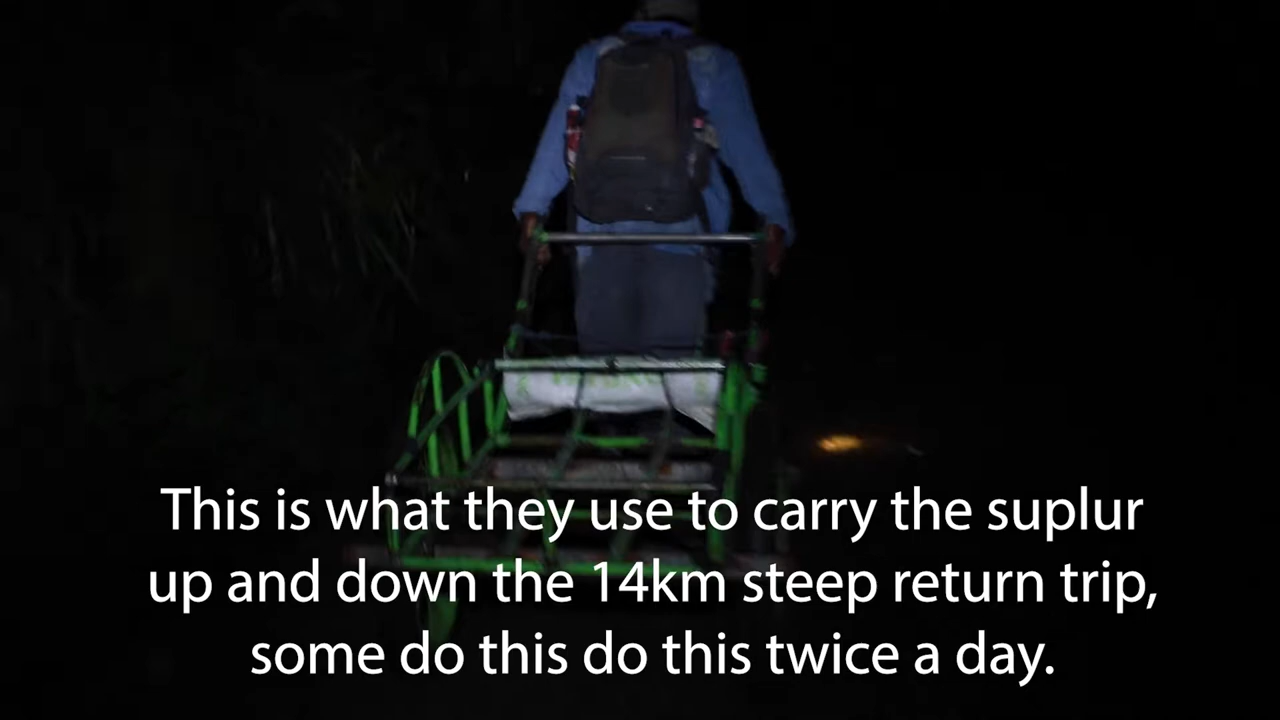 This is what they use to carry the suplur
up and down the 14km steep return trip,
some do this do this twice a day.